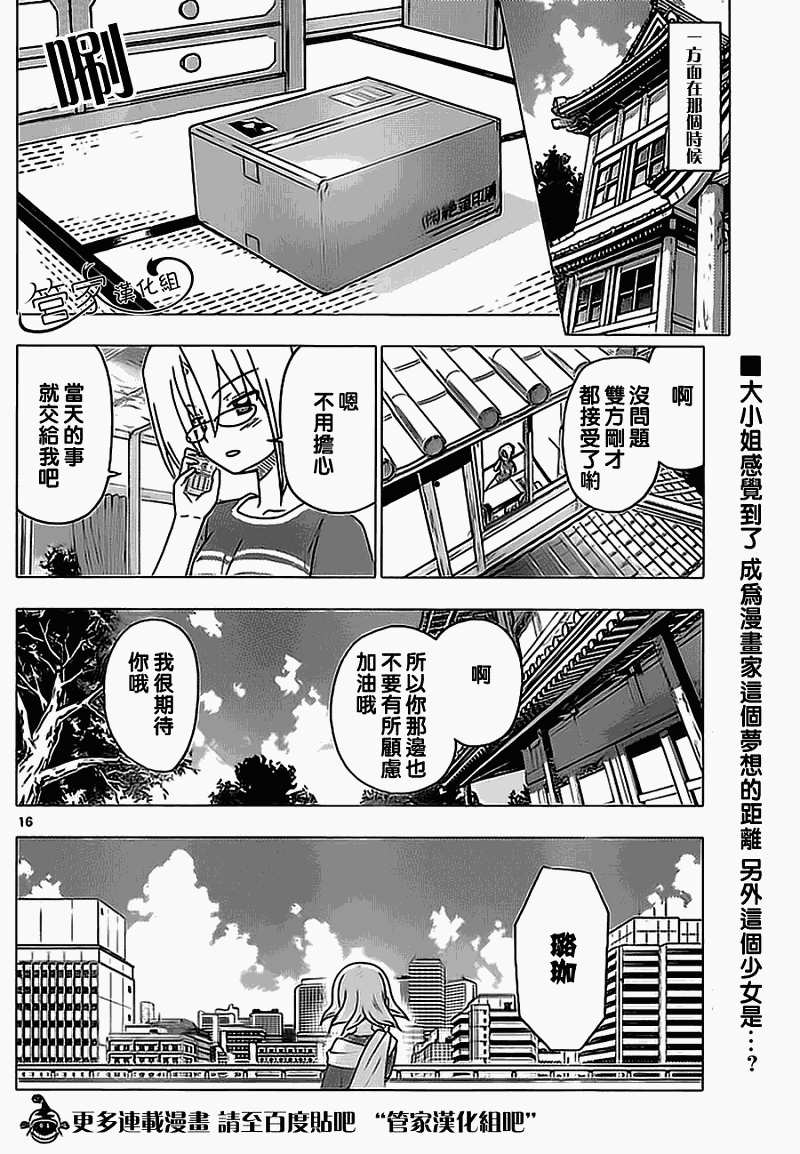 一方面在那個時候
唰
(株)絶望印刷
管家漢化組
啊
沒問題
雙方剛才
都接受了喲
嗯
不用擔心
當天的事
就交給我吧
啊
所以你那邊也
不要有所顧慮
加油哦
我很期待
你哦
16
璐珈
■大小姐感覺到了 成為漫畫家這個夢想的距離 另外這個少女是…?
更多連載漫畫 請至百度貼吧 “管家漢化組吧”